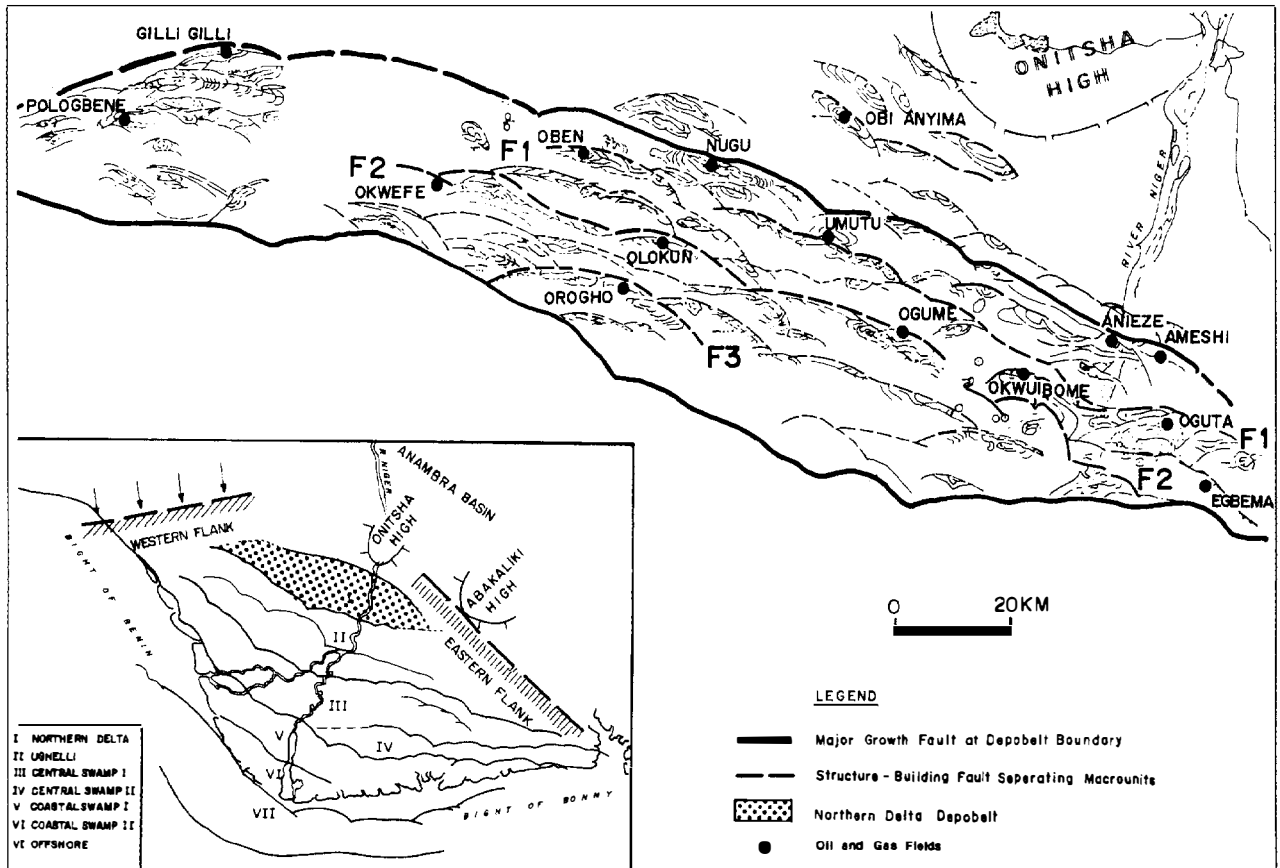 GILLI GILLI
POLOGBENE
ONITSHA
HIGH
OBI ANYIMA
OBEN
F1
NUGU
F2
OKWEFE
RIVER NIGER
UMUTU
OLOKUN
OROGHO
OGUME
ANIEZE
AMESHI
F3
OKWUIBOME
OGUTA
F1
F2
EGBEMA
R NIGER
ANAMBRA BASIN
WESTERN FLANK
ONITSHA
HIGH
ABAKALIKI
HIGH
BIGHT OF BENIN
II
EASTERN
FLANK
III
V
IV
VI
VII
BIGHT OF BONNY
I NORTHERN DELTA
II UGHELLI
III CENTRAL SWAMP I
IV CENTRAL SWAMP II
V COASTAL SWAMP I
VI COASTAL SWAMP II
VI OFFSHORE
0 20KM
LEGEND
Major Growth Fault at Depobelt Boundary
Structure - Building Fault Seperating Macrounits
Northern Delta Depobelt
Oil and Gas Fields